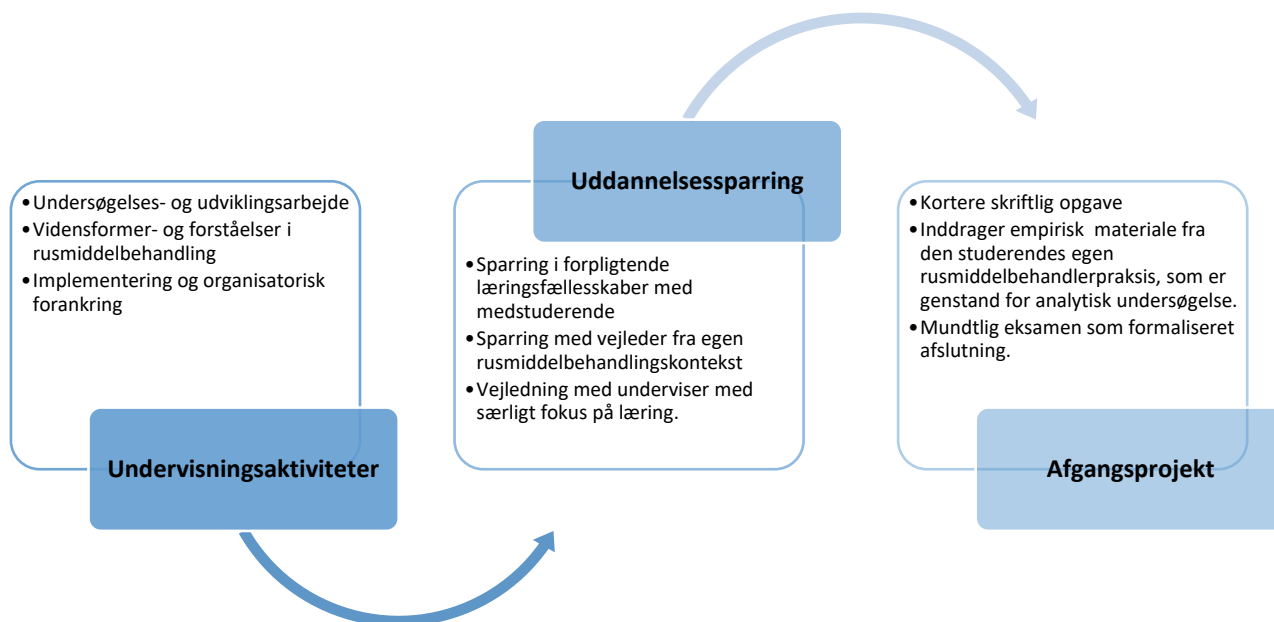 •Undersøgelses- og udviklingsarbejde
•Vidensformer- og forståelser i
rusmiddelbehandling
•Implementering og organisatorisk
forankring
Undervisningsaktiviteter
Uddannelsessparring
•Sparring i forpligtende
læringsfællesskaber med
medstuderende
•Sparring med vejleder fra egen
rusmiddelbehandlingskontekst
•Vejledning med underviser med
særligt fokus på læring.
•Kortere skriftlig opgave
•Inddrager empirisk materiale fra
den studerendes egen
rusmiddelbehandlerpraksis, som er
genstand for analytisk undersøgelse.
•Mundtlig eksamen som formaliseret
afslutning.
Afgangsprojekt